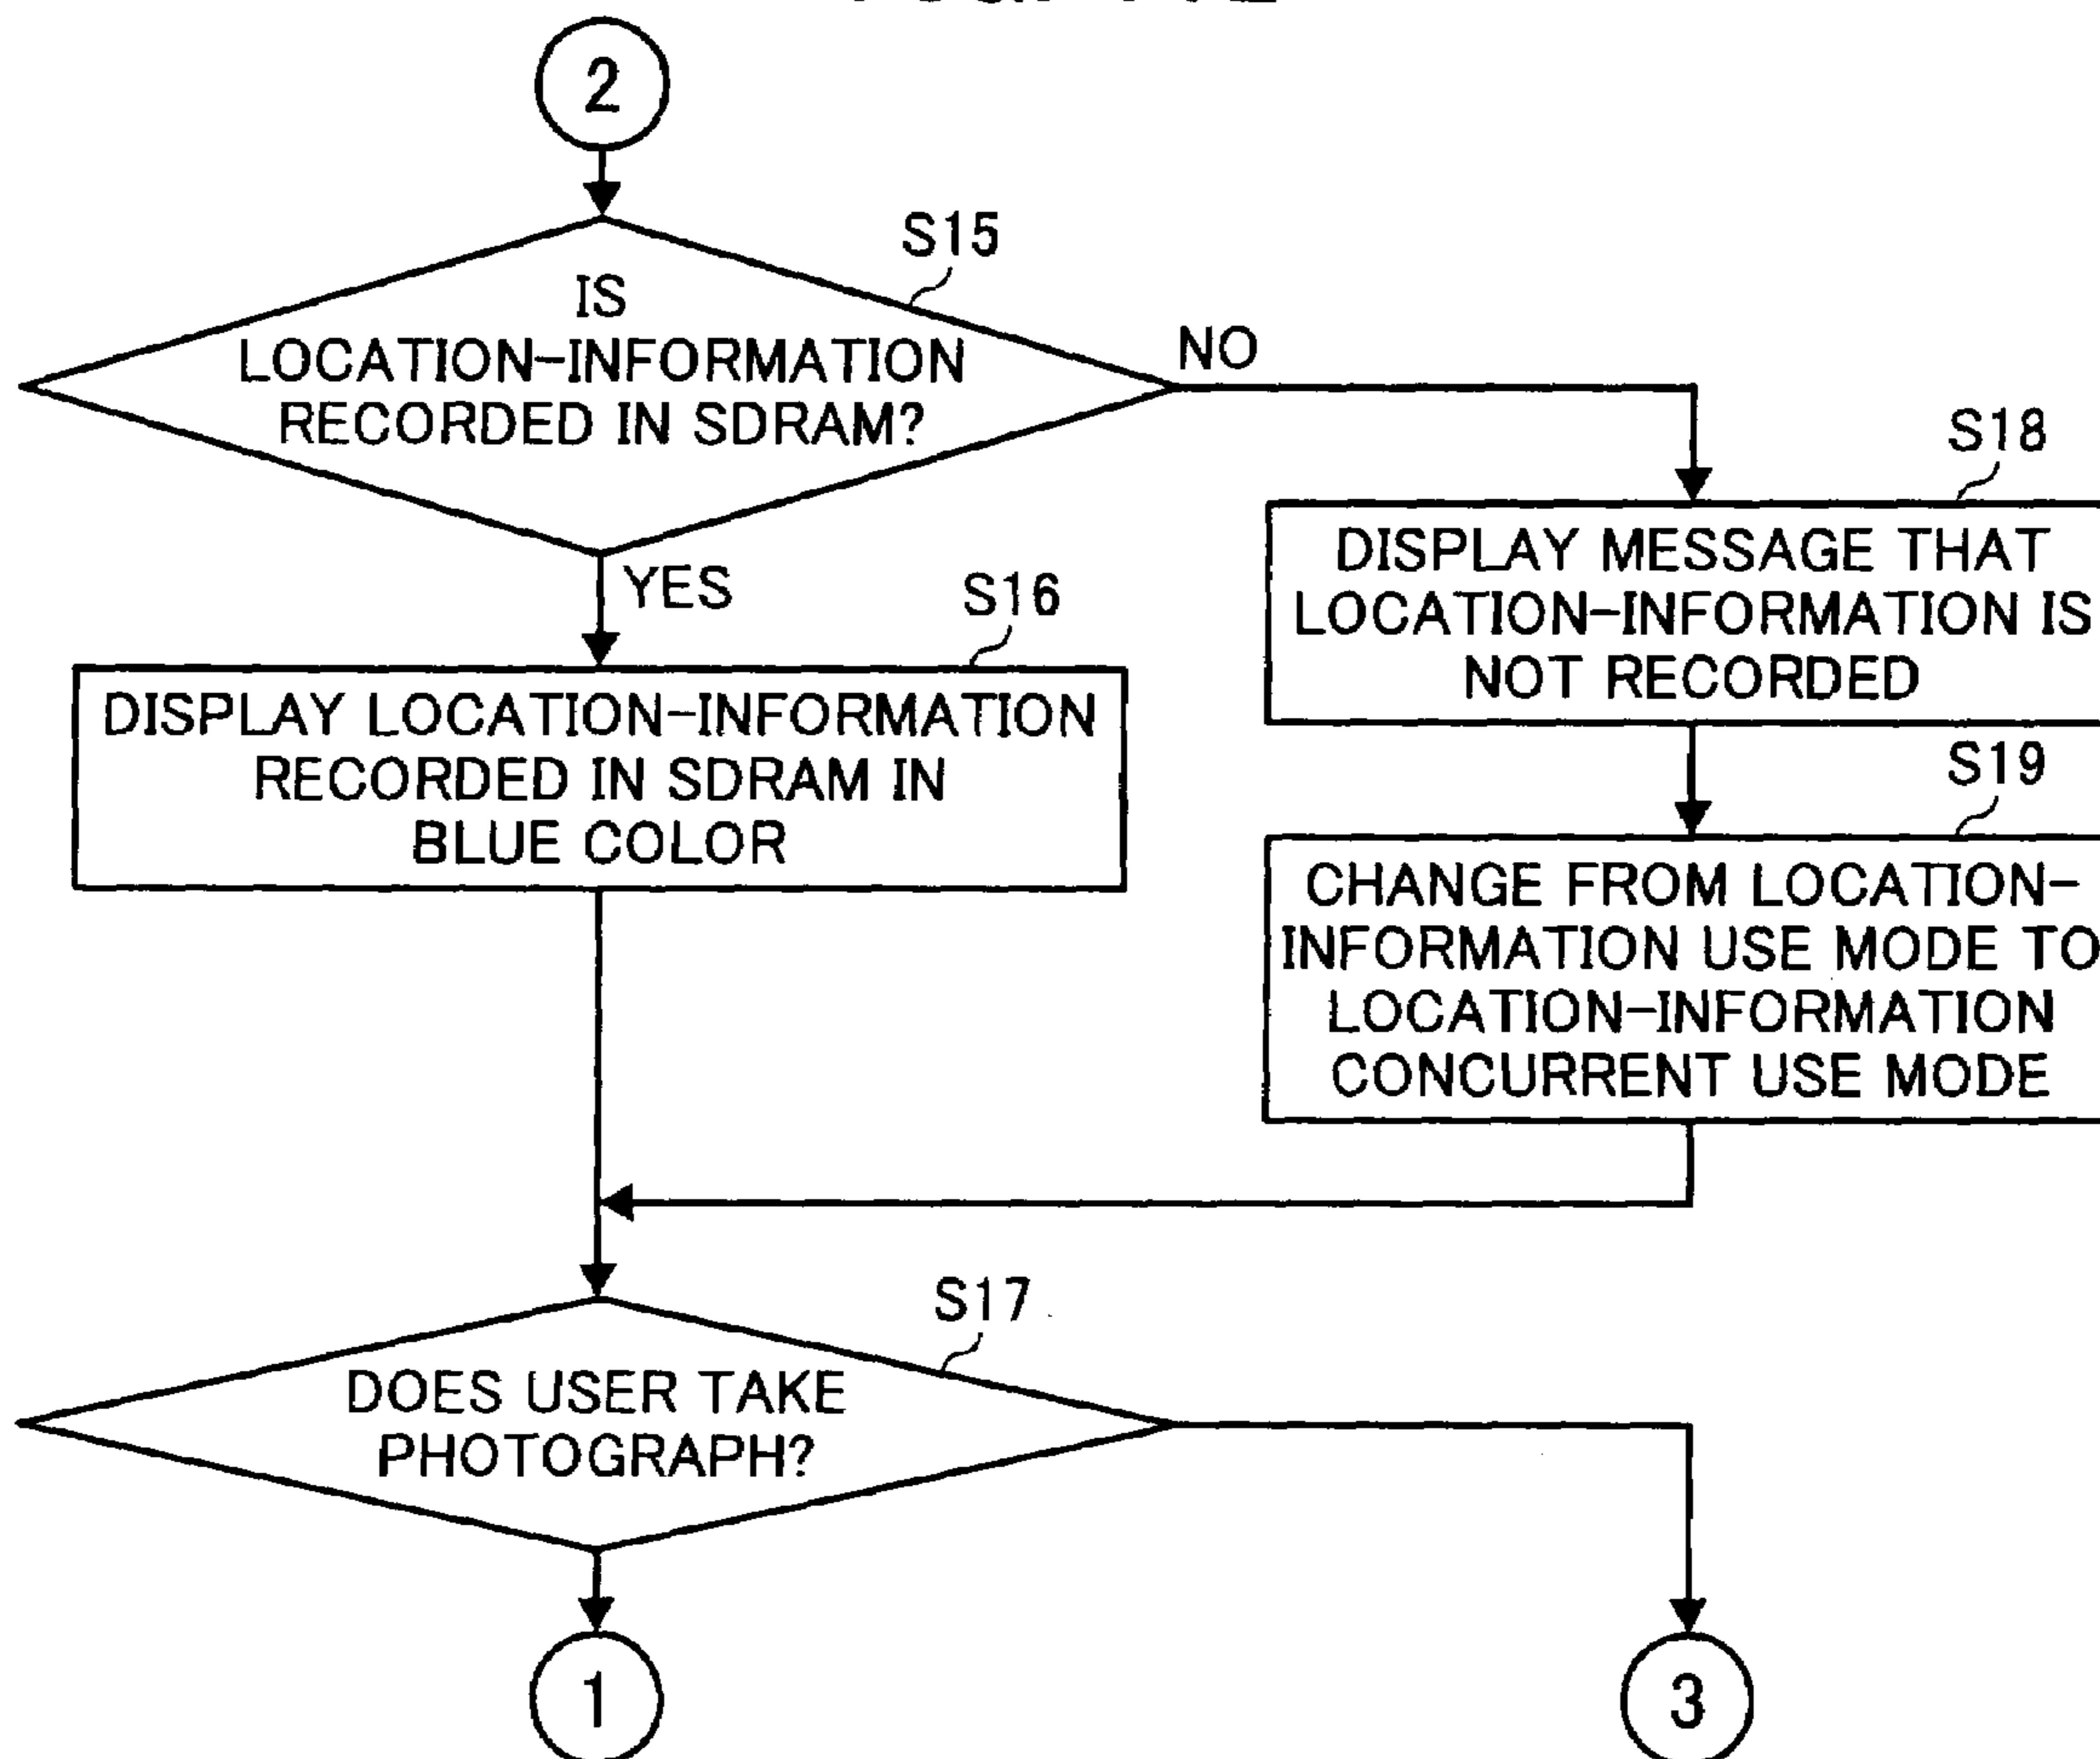 2
S15
IS
LOCATION-INFORMATION
RECORDED IN SDRAM?
NO
YES
S18
DISPLAY MESSAGE THAT
LOCATION-INFORMATION IS
NOT RECORDED
S16
DISPLAY LOCATION-INFORMATION
RECORDED IN SDRAM IN
BLUE COLOR
S19
CHANGE FROM LOCATION-
INFORMATION USE MODE TO
LOCATION-INFORMATION
CONCURRENT USE MODE
S17
DOES USER TAKE
PHOTOGRAPH?
1
3